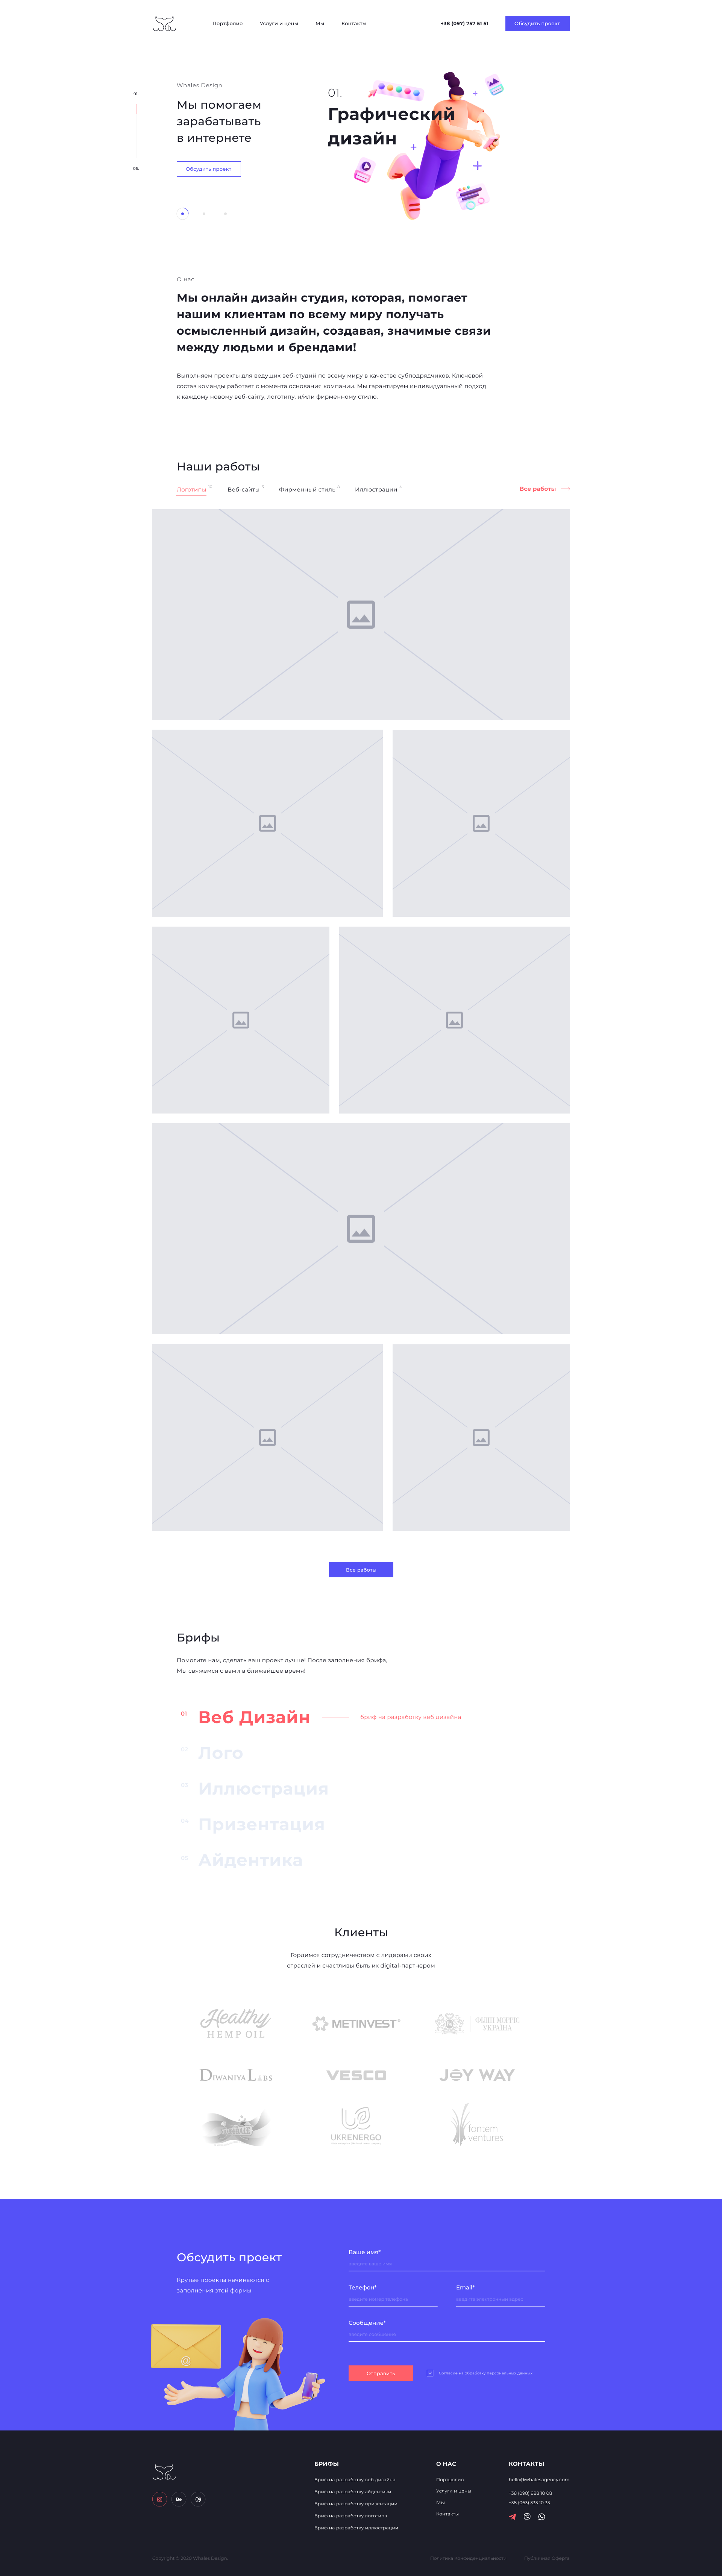 Портфолио
Услуги и цены
Мы
Контакты
+38 (097) 757 51 51
Обсудить проект
01.
06.
Whales Design
Мы помогаем
зарабатывать
в интернете
Обсудить проект
01.
Графический
дизайн
О нас
Мы онлайн дизайн студия, которая, помогает
нашим клиентам по всему миру получать
осмысленный дизайн, создавая, значимые связи
между людьми и брендами!
Выполняем проекты для ведущих веб-студий по всему миру в качестве субподрядчиков. Ключевой
состав команды работает с момента основания компании. Мы гарантируем индивидуальный подход
к каждому новому веб-сайту, логотипу, и/или фирменному стилю.
Наши работы
Логотипы
Веб-сайты
Фирменный стиль
Иллюстрации
Все работы
Все работы
Брифы
Помогите нам, сделать ваш проект лучше! После заполнения брифа,
Мы свяжемся с вами в ближайшее время!
01 Веб Дизайн
бриф на разработку веб дизайна
Лого
Иллюстрация
Призентация
Айдентика
Клиенты
Гордимся сотрудничеством с лидерами своих
отраслей и счастливы быть их digital-партнером
Healthy
HEMP OIL
METINVEST
ФІЛІП МОРРІС
УКРАЇНА
DIWANIYA LABS
VESCO
JOY WAY
UKRENERGO
fontem
ventures
Обсудить проект
Крутые проекты начинаются с
заполнения этой формы
Ваше имя*
Телефон*
Email*
Сообщение*
Отправить
Согласие на обработку персональных данных
Bē
БРИФЫ
Бриф на разработку веб дизайна
Бриф на разработку айдентики
Бриф на разработку призентации
Бриф на разработку логотипа
Бриф на разработку иллюстрации
О НАС
Портфолио
Услуги и цены
Мы
Контакты
КОНТАКТЫ
hello@whalesagency.com
+38 (098) 888 10 08
+38 (063) 333 10 33
Copyright © 2020 Whales Design.
Политика Конфиденциальности
Публичная Оферта